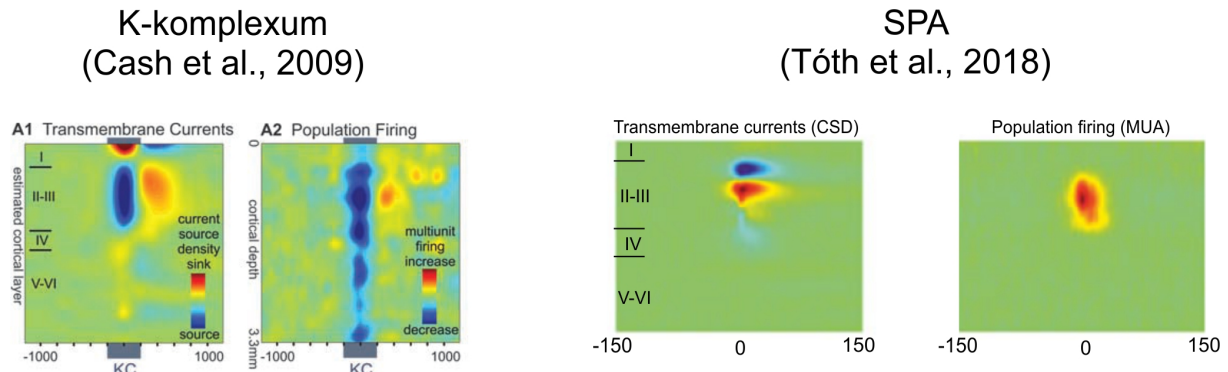 K-komplexum
(Cash et al., 2009)
SPA
(Tóth et al., 2018)
A1 Transmembrane Currents
A2 Population Firing
estimated cortical layer
I
II-III
IV
V-VI
current
source
density
sink
source
-1000
1000
KC
0
cortical depth
3.3mm
multiunit
firing
increase
decrease
-1000
1000
KC
Transmembrane currents (CSD)
I
II-III
IV
V-VI
-150
0
150
Population firing (MUA)
-150
0
150